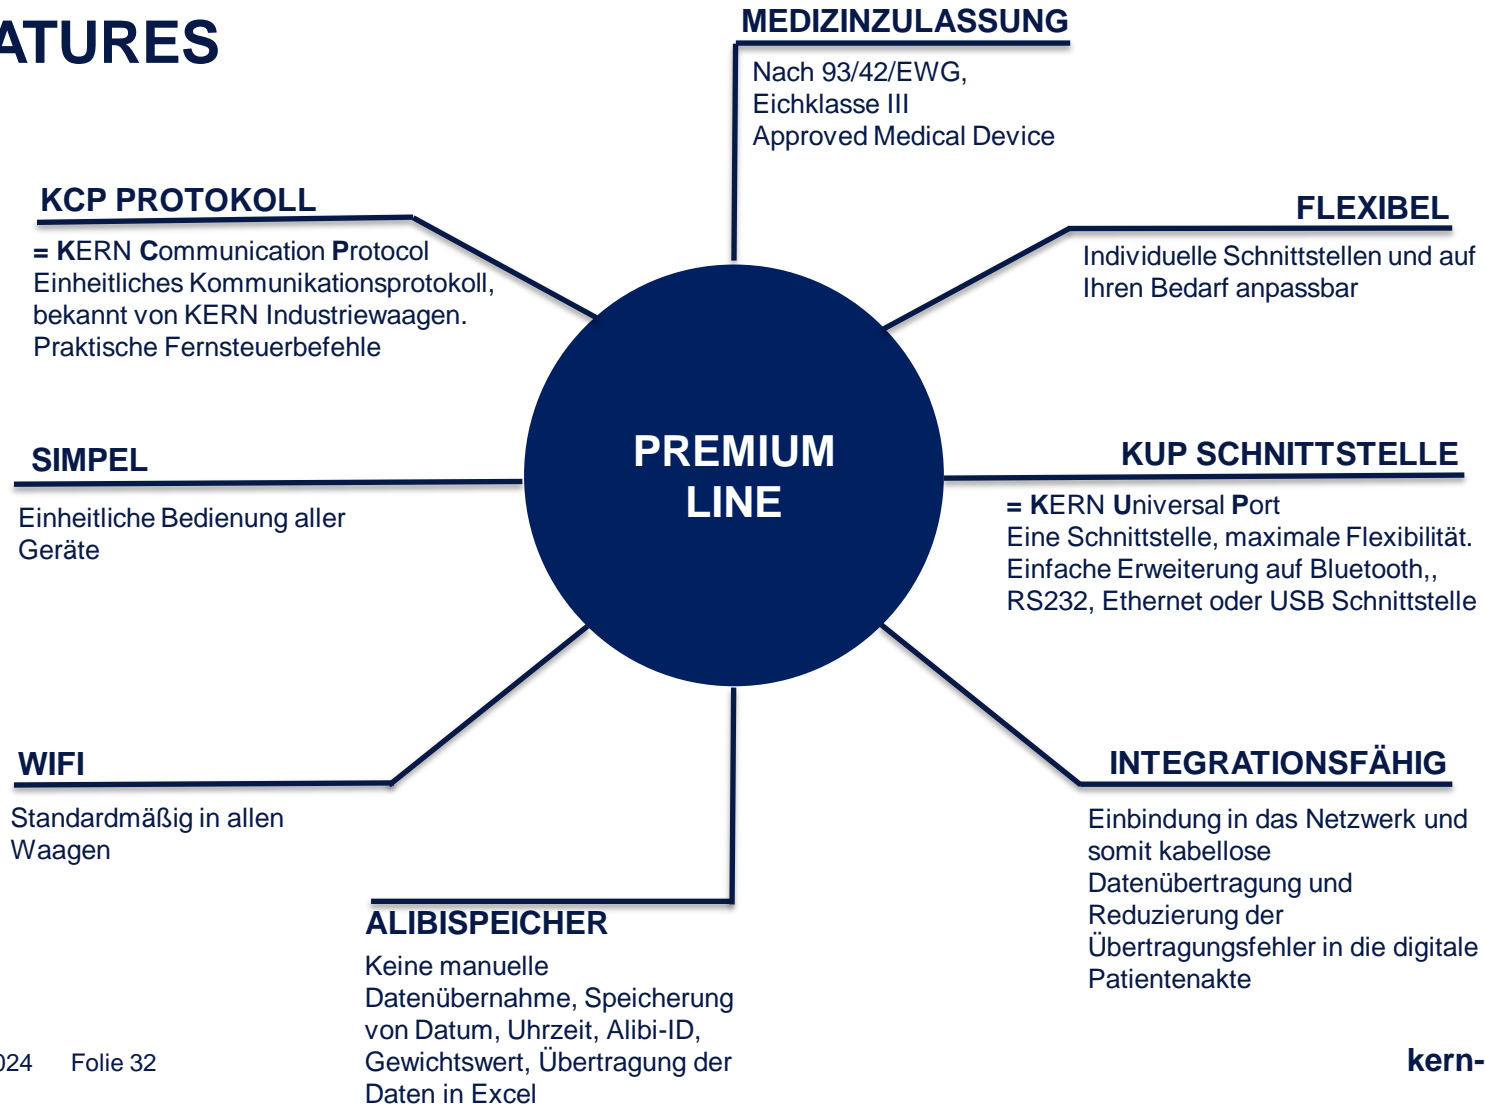 ATURES
MEDIZINZULASSUNG
Nach 93/42/EWG,
Eichklasse III
Approved Medical Device
KCP PROTOKOLL
= KERN Communication Protocol
Einheitliches Kommunikationsprotokoll,
bekannt von KERN Industriewaagen.
Praktische Fernsteuerbefehle
FLEXIBEL
Individuelle Schnittstellen und auf
Ihren Bedarf anpassbar
SIMPEL
Einheitliche Bedienung aller
Geräte
PREMIUM
LINE
KUP SCHNITTSTELLE
= KERN Universal Port
Eine Schnittstelle, maximale Flexibilität.
Einfache Erweiterung auf Bluetooth,,
RS232, Ethernet oder USB Schnittstelle
WIFI
Standardmäßig in allen
Waagen
INTEGRATIONSFÄHIG
Einbindung in das Netzwerk und
somit kabellose
Datenübertragung und
Reduzierung der
Übertragungsfehler in die digitale
Patientenakte
ALIBISPEICHER
Keine manuelle
Datenübernahme, Speicherung
von Datum, Uhrzeit, Alibi-ID,
Gewichtswert, Übertragung der
Daten in Excel
024 Folie 32
kern-